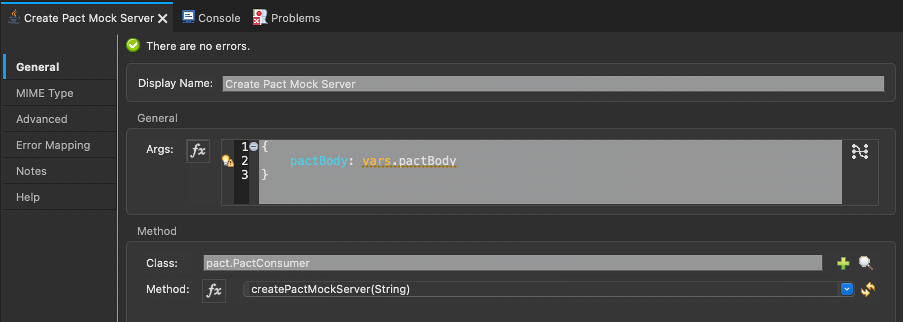 Create Pact Mock Server
Console
Problems
There are no errors.
General
MIME Type
Advanced
Error Mapping
Notes
Help
Display Name: Create Pact Mock Server
General
Args: fx
1 {
2 pactBody: vars.pactBody
3 }
Method
Class: pact.PactConsumer
Method: fx createPactMockServer(String)